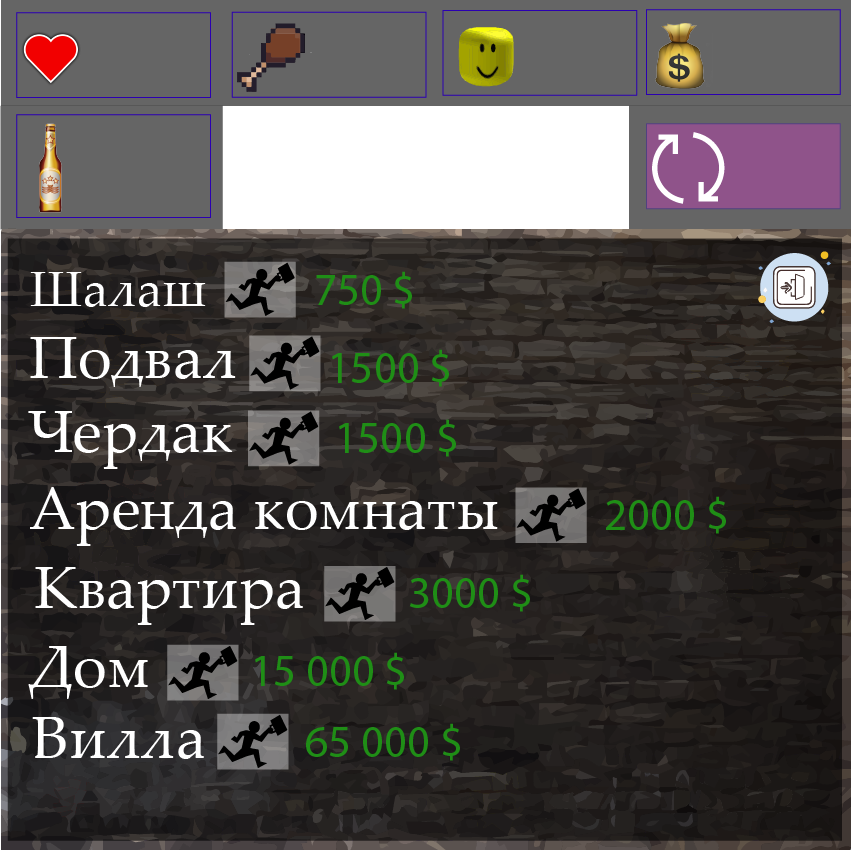 $
Шалаш 750 $
Подвал 1500 $
Чердак 1500 $
Аренда комнаты 2000 $
Квартира 3000 $
Дом 15 000 $
Вилла 65 000 $